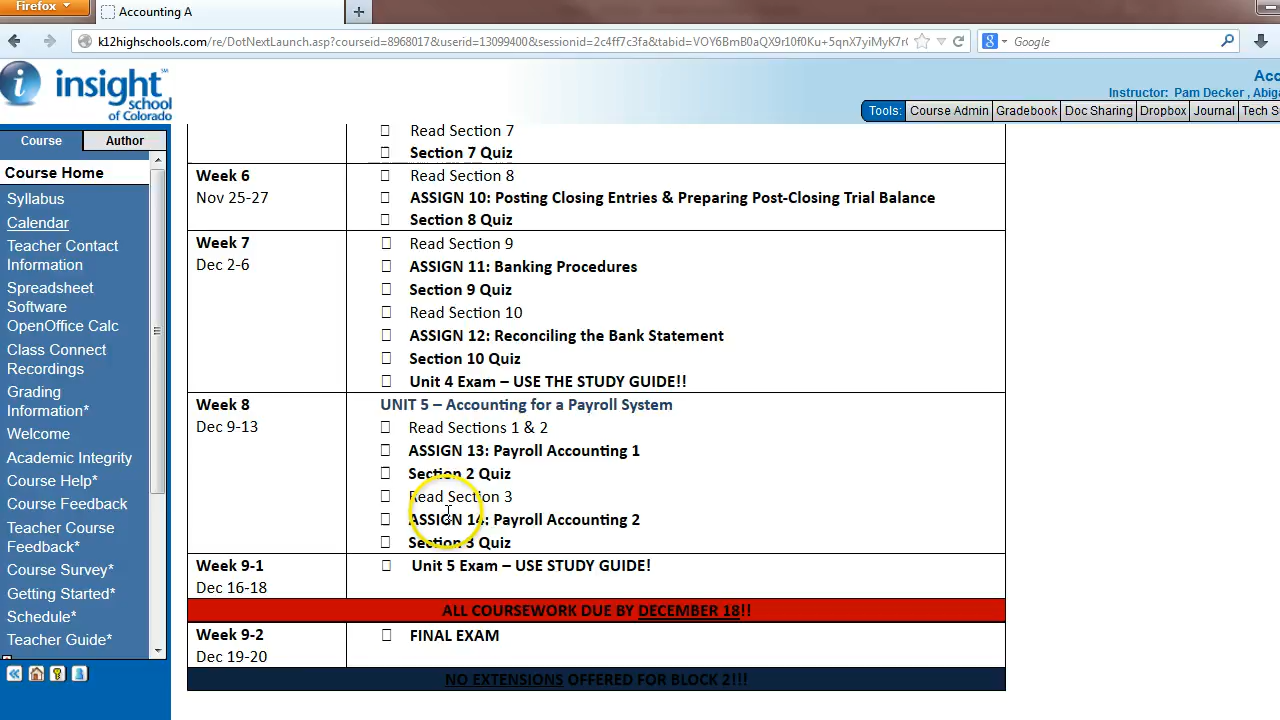 Firefox
Accounting A
k12highschools.com/re/DotNextLaunch.asp?courseid=8968017&userid=13099400&sessionid=2c4ff7c3fa&tabid=VOY6BmB0aQX9r10f0Ku+5qnX7yiMyK7r
Google
insight
school
of Colorado
Acc
Instructor: Pam Decker , Abiga
Tools: Course Admin Gradebook Doc Sharing Dropbox Journal Tech S
Course Author
Course Home
Syllabus
Calendar
Teacher Contact
Information
Spreadsheet
Software
OpenOffice Calc
Class Connect
Recordings
Grading
Information*
Welcome
Academic Integrity
Course Help*
Course Feedback
Teacher Course
Feedback*
Course Survey*
Getting Started*
Schedule*
Teacher Guide*
Read Section 7
Section 7 Quiz
Week 6
Nov 25-27
Read Section 8
ASSIGN 10: Posting Closing Entries & Preparing Post-Closing Trial Balance
Section 8 Quiz
Week 7
Dec 2-6
Read Section 9
ASSIGN 11: Banking Procedures
Section 9 Quiz
Read Section 10
ASSIGN 12: Reconciling the Bank Statement
Section 10 Quiz
Unit 4 Exam – USE THE STUDY GUIDE!!
Week 8
Dec 9-13
UNIT 5 – Accounting for a Payroll System
Read Sections 1 & 2
ASSIGN 13: Payroll Accounting 1
Section 2 Quiz
Read Section 3
ASSIGN 14: Payroll Accounting 2
Section 3 Quiz
Week 9-1
Dec 16-18
Unit 5 Exam – USE STUDY GUIDE!
ALL COURSEWORK DUE BY DECEMBER 18!!
Week 9-2
Dec 19-20
FINAL EXAM
NO EXTENSIONS OFFERED FOR BLOCK 2!!!